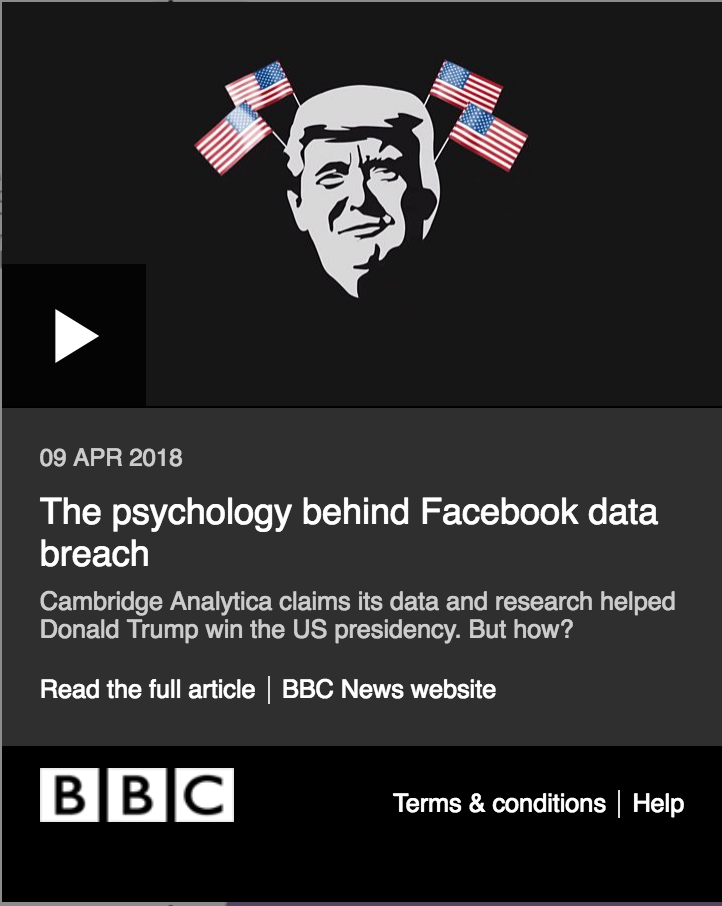 09 APR 2018
The psychology behind Facebook data
breach
Cambridge Analytica claims its data and research helped
Donald Trump win the US presidency. But how?
Read the full article | BBC News website
BBC
Terms & conditions | Help